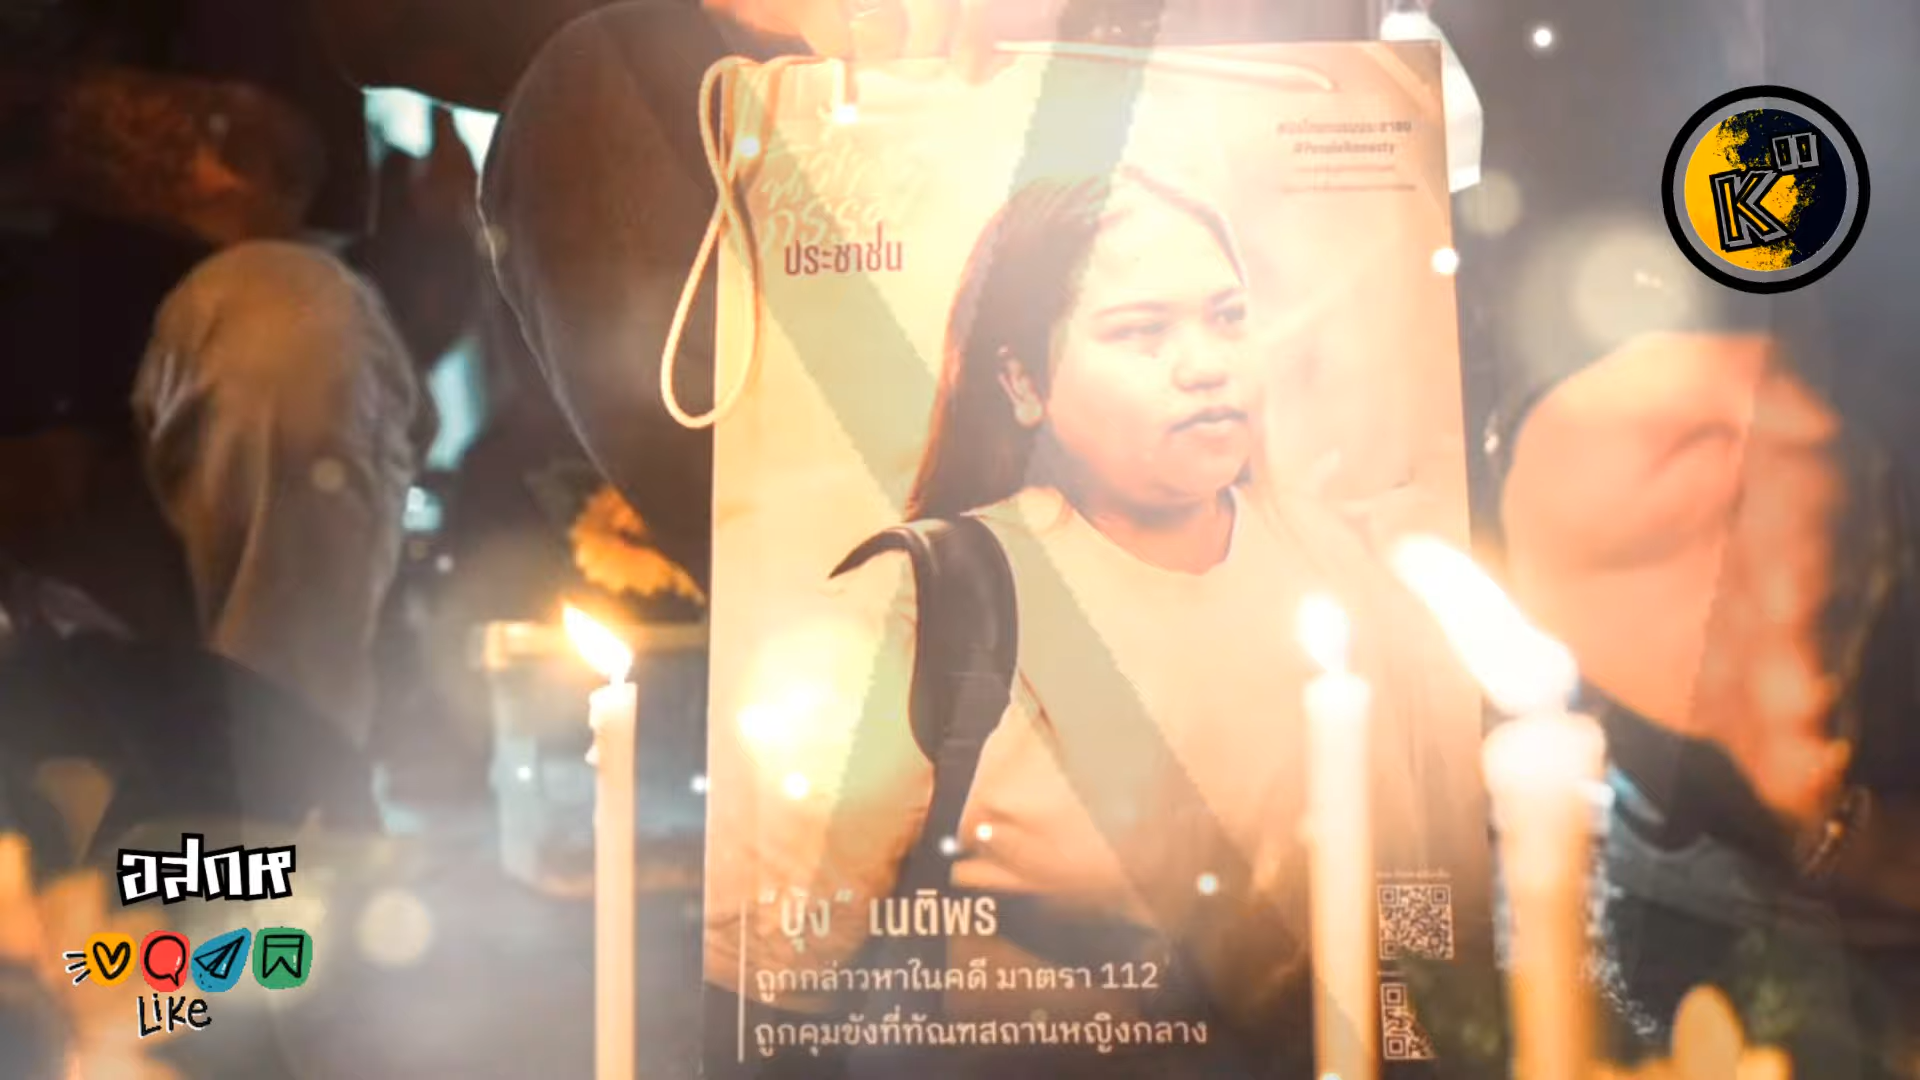 ประชาชน
#PeopleAmnesty
K"
"บุ้ง" เนติพร
ถูกกล่าวหาในคดี มาตรา 112
ถูกคุมขังที่ทัณฑสถานหญิงกลาง
อสกห
LiKe